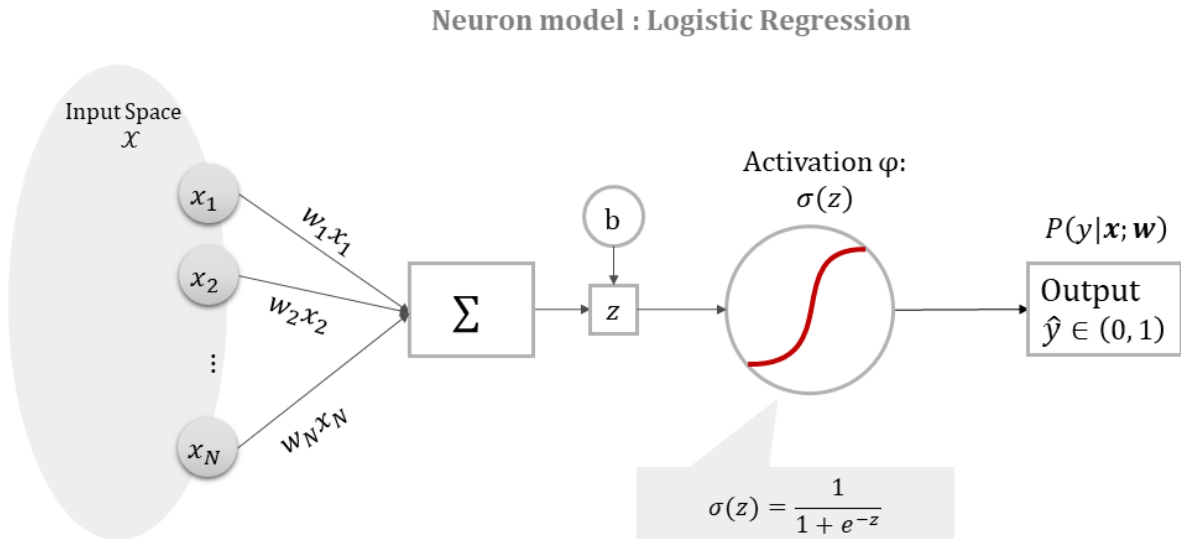 Neuron model : Logistic Regression
Input Space
𝒳
x₁
w₁x₁
x₂
w₂x₂
⋮
x_N
w_Nx_N
Σ
b
z
Activation φ:
σ(z)
σ(z) = 1 / (1 + e^{-z})
P(y|𝒙; 𝒘)
Output
ŷ ∈ (0, 1)